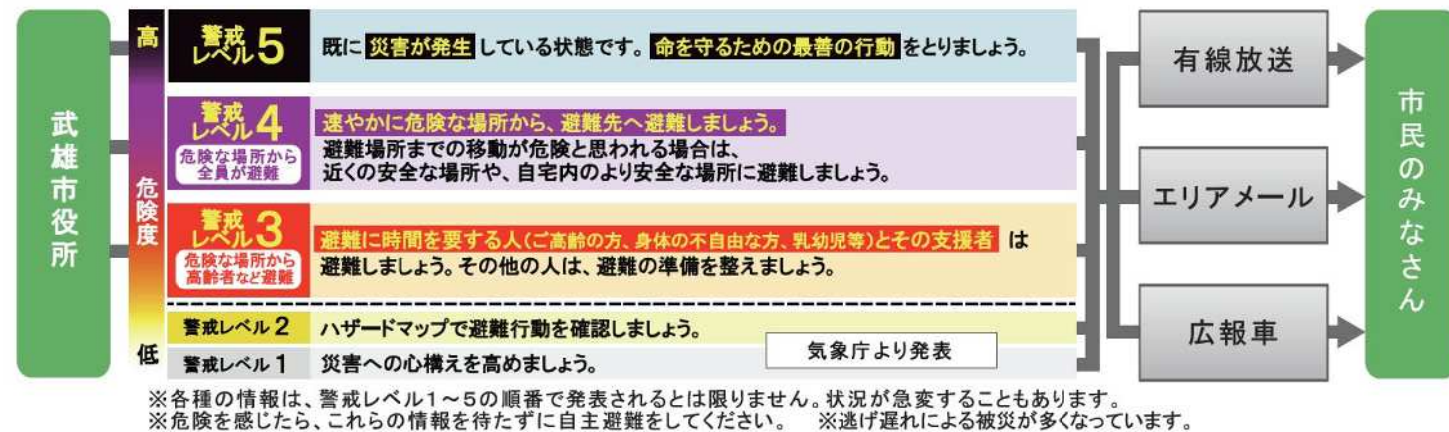 武雄市役所
高
危険度
低
警戒レベル5
既に災害が発生している状態です。命を守るための最善の行動をとりましょう。
警戒レベル4
危険な場所から
全員が避難
速やかに危険な場所から、避難先へ避難しましょう。
避難場所までの移動が危険と思われる場合は、
近くの安全な場所や、自宅内のより安全な場所に避難しましょう。
警戒レベル3
危険な場所から
高齢者など避難
避難に時間を要する人(ご高齢の方、身体の不自由な方、乳幼児等)とその支援者 は
避難しましょう。その他の人は、避難の準備を整えましょう。
警戒レベル 2
ハザードマップで避難行動を確認しましょう。
警戒レベル 1
災害への心構えを高めましょう。
気象庁より発表
有線放送
エリアメール
広報車
市民のみなさん
※各種の情報は、警戒レベル1～5の順番で発表されるとは限りません。状況が急変することもあります。
※危険を感じたら、これらの情報を待たずに自主避難をしてください。 ※逃げ遅れによる被災が多くなっています。